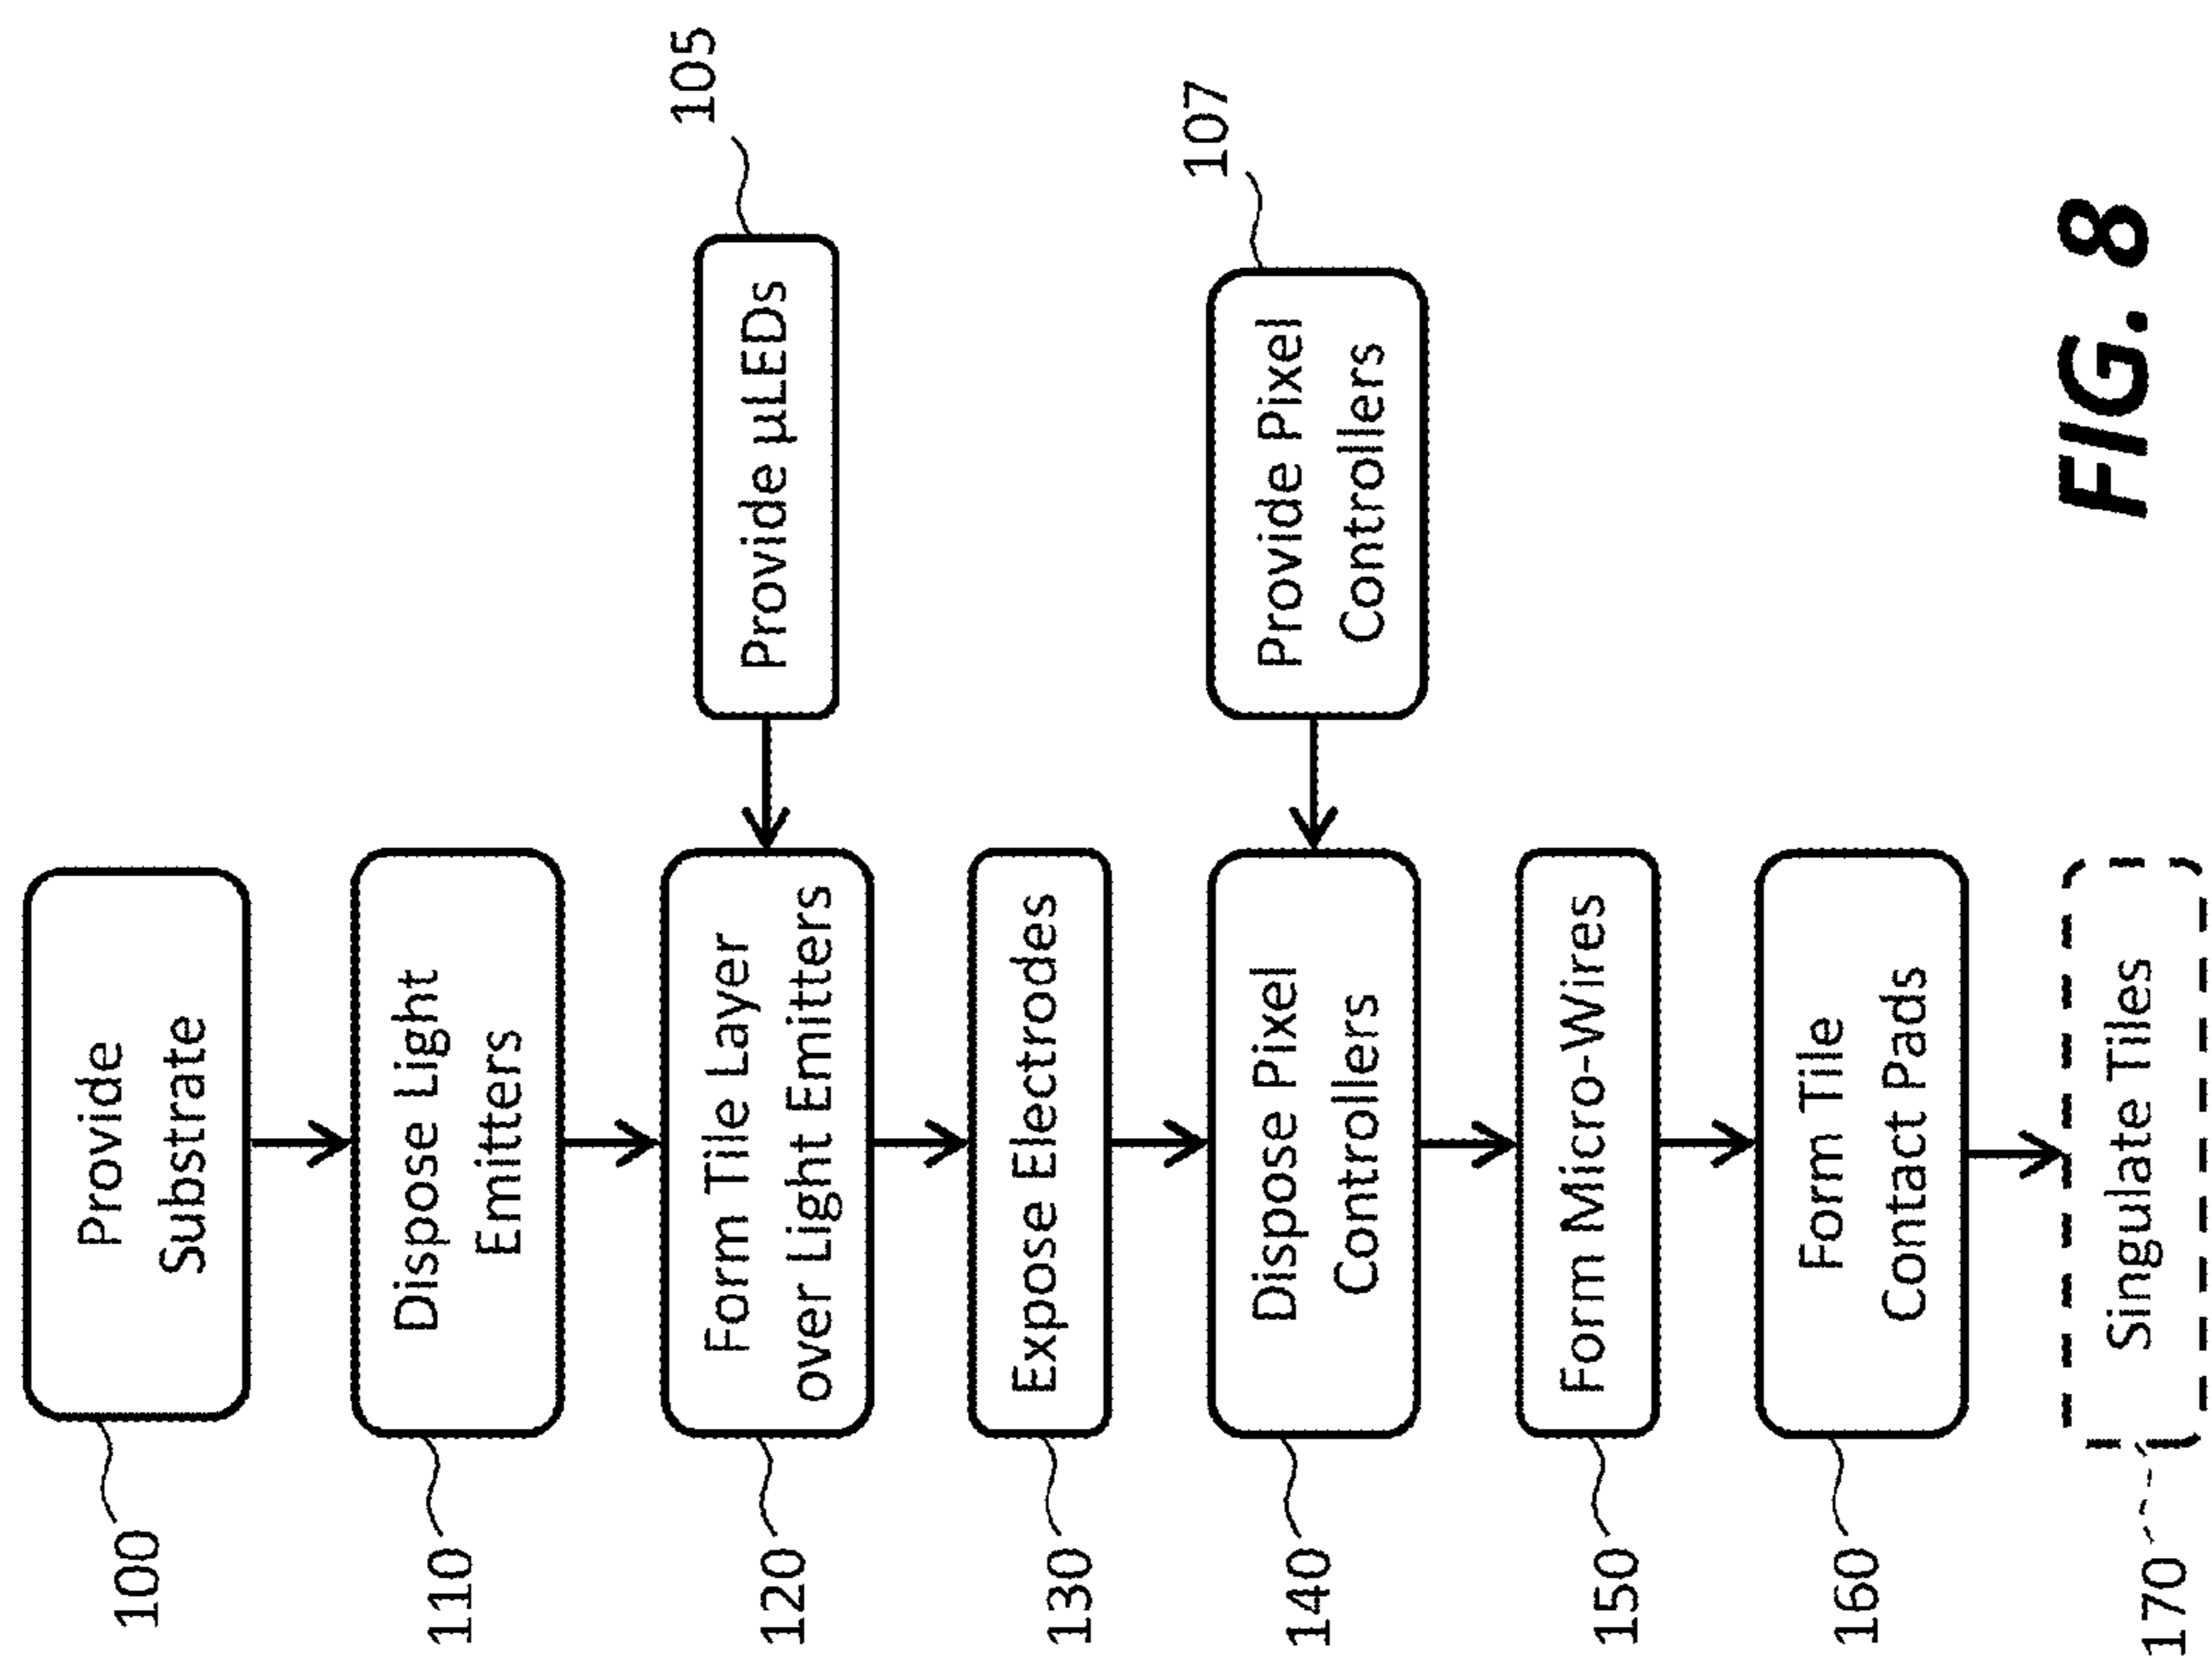 100
Provide
Substrate
110
Dispose Light
Emitters
120
Form Tile Layer
over Light Emitters
Provide µLEDs
105
130
Expose Electrodes
140
Dispose Pixel
Controllers
Provide Pixel
Controllers
107
150
Form Micro-Wires
160
Form Tile
Contact Pads
170
Singulate Tiles
FIG. 8